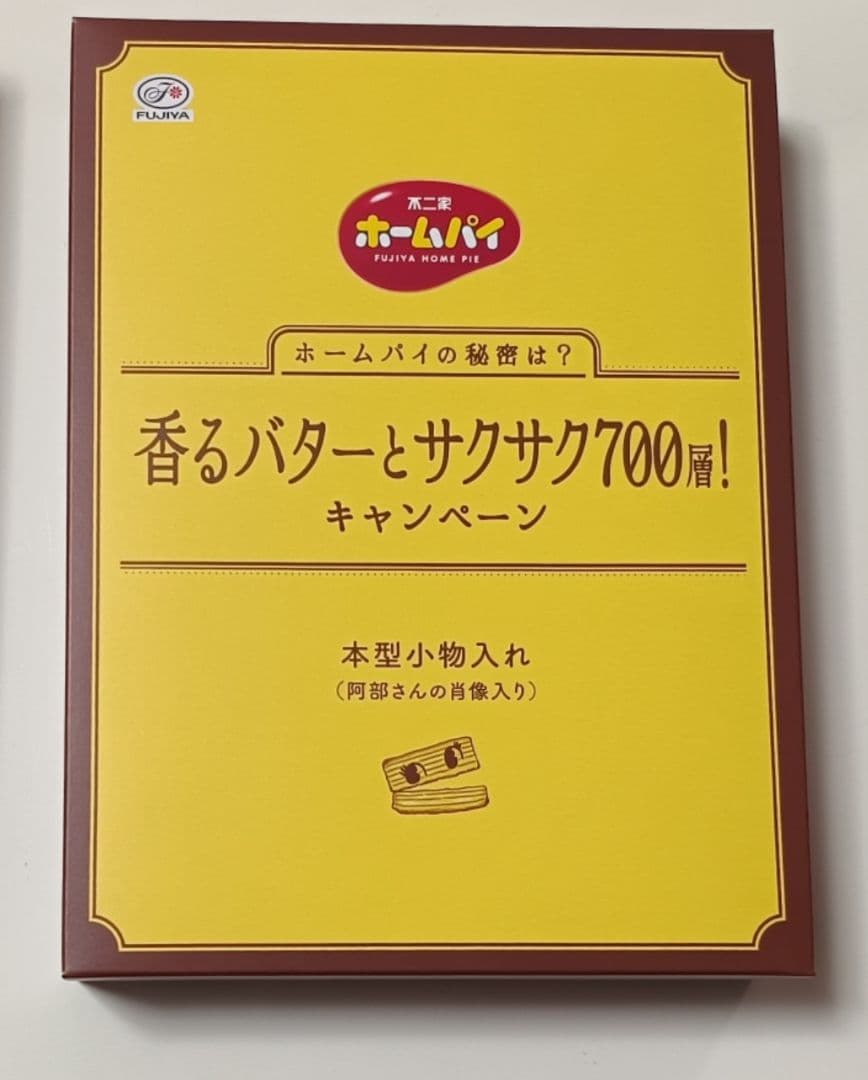 FUJIYA
不二家
ホームパイ
FUJIYA HOME PIE
ホームパイの秘密は？
香るバターとサクサク700層！
キャンペーン
本型小物入れ
（阿部さんの肖像入り）